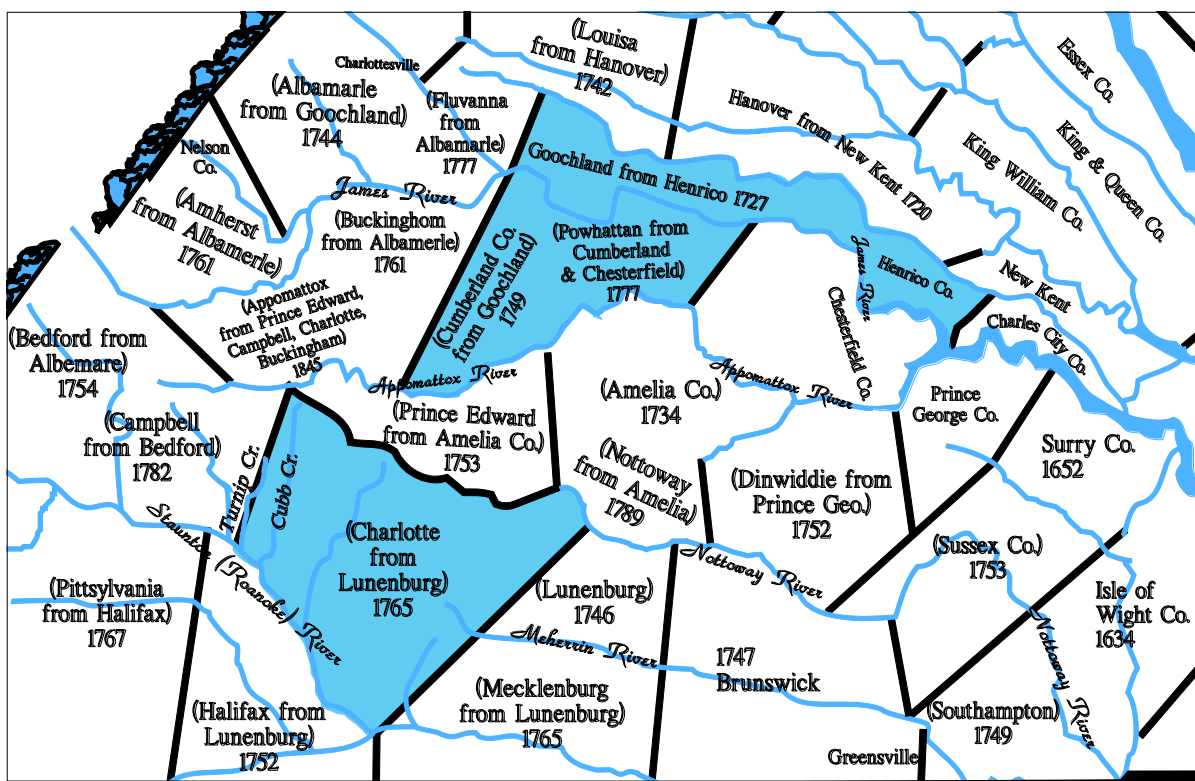 (Louisa
from Hanover)
1742
Essex Co.
Charlottesville
(Albamarle
from Goochland)
1744
(Fluvanna
from
Albamarle)
1777
Hanover from New Kent 1720
King William Co.
King & Queen Co.
Nelson
Co.
Goochland from Henrico 1727
James River
(Amherst
from Albamerle)
1761
(Buckinghom
from Albamerle)
1761
(Cumberland Co.
from Goochland)
1749
(Powhattan from
Cumberland
& Chesterfield)
1777
James River
Henrico Co.
New Kent
Charles City Co.
Chesterfield Co.
(Appomattox
from Prince Edward,
Campbell, Charlotte,
Buckingham)
1845
(Bedford from
Albemare)
1754
Appomattox River
Appomattox River
(Amelia Co.)
1734
Prince
George Co.
(Campbell
from Bedford)
1782
(Prince Edward
from Amelia Co.)
1753
Surry Co.
1652
Turnip Cr.
Cubb Cr.
(Nottoway
from Amelia)
1789
(Dinwiddie from
Prince Geo.)
1752
Staunton (Roanoke) River
(Charlotte
from
Lunenburg)
1765
Nottoway River
(Sussex Co.)
1753
(Pittsylvania
from Halifax)
1767
(Lunenburg)
1746
Isle of
Wight Co.
1634
Meherrin River
Nottoway River
1747
Brunswick
(Mecklenburg
from Lunenburg)
1765
(Halifax from
Lunenburg)
1752
(Southampton)
1749
Greensville